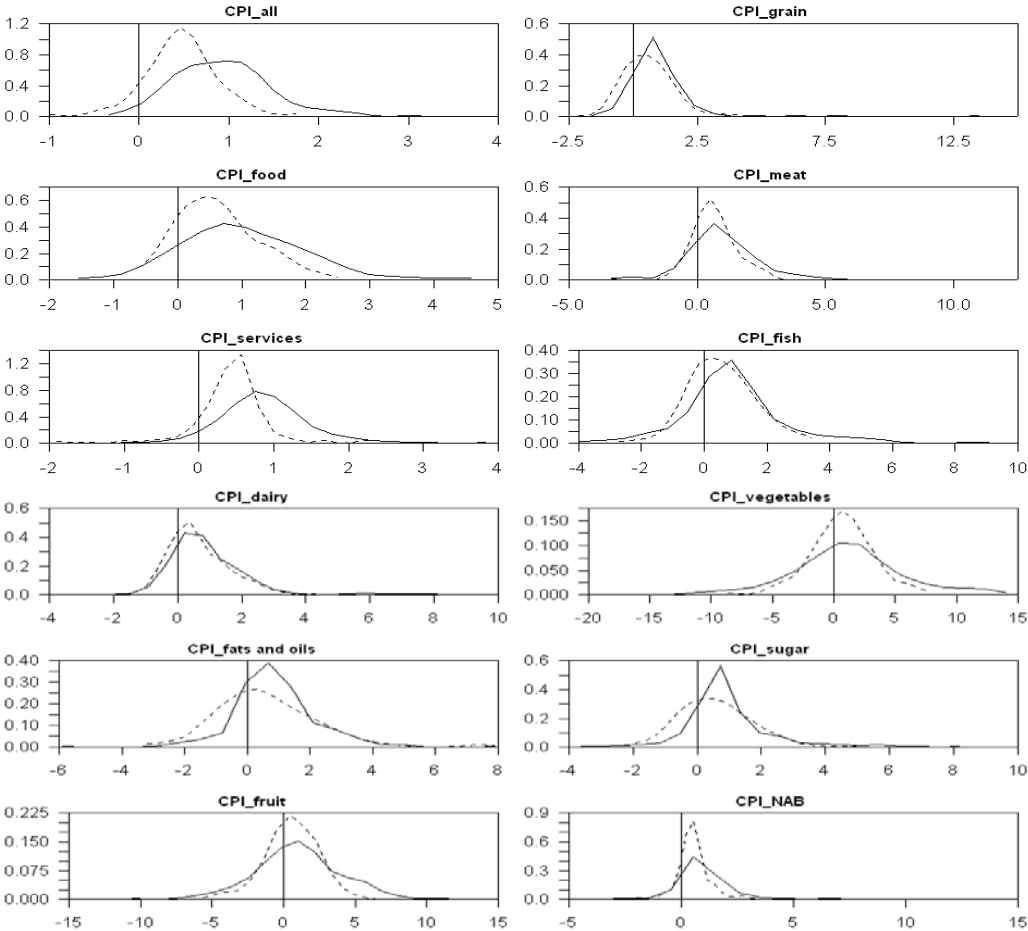 CPI_all
1.2
0.8
0.4
0.0
-1 0 1 2 3 4
CPI_grain
0.6
0.4
0.2
0.0
-2.5 2.5 7.5 12.5
CPI_food
0.6
0.4
0.2
0.0
-2 -1 0 1 2 3 4 5
CPI_meat
0.6
0.4
0.2
0.0
-5.0 0.0 5.0 10.0
CPI_services
1.2
0.8
0.4
0.0
-2 -1 0 1 2 3 4
CPI_fish
0.40
0.30
0.20
0.10
0.00
-4 -2 0 2 4 6 8 10
CPI_dairy
0.6
0.4
0.2
0.0
-4 -2 0 2 4 6 8 10
CPI_vegetables
0.150
0.100
0.050
0.000
-20 -15 -10 -5 0 5 10 15
CPI_fats and oils
0.40
0.30
0.20
0.10
0.00
-6 -4 -2 0 2 4 6 8
CPI_sugar
0.6
0.4
0.2
0.0
-4 -2 0 2 4 6 8 10
CPI_fruit
0.225
0.150
0.075
0.000
-15 -10 -5 0 5 10 15
CPI_NAB
0.9
0.6
0.3
0.0
-5 0 5 10 15